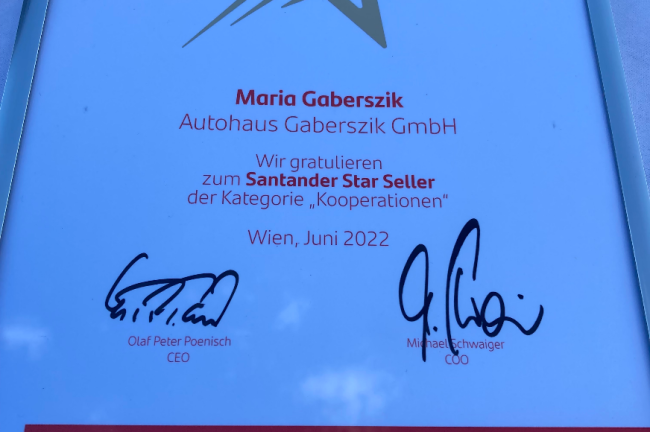 Maria Gaberszik
Autohaus Gaberszik GmbH
Wir gratulieren
zum Santander Star Seller
der Kategorie „Kooperationen“
Wien, Juni 2022
Olaf Peter Poenisch
CEO
Michael Schwaiger
COO